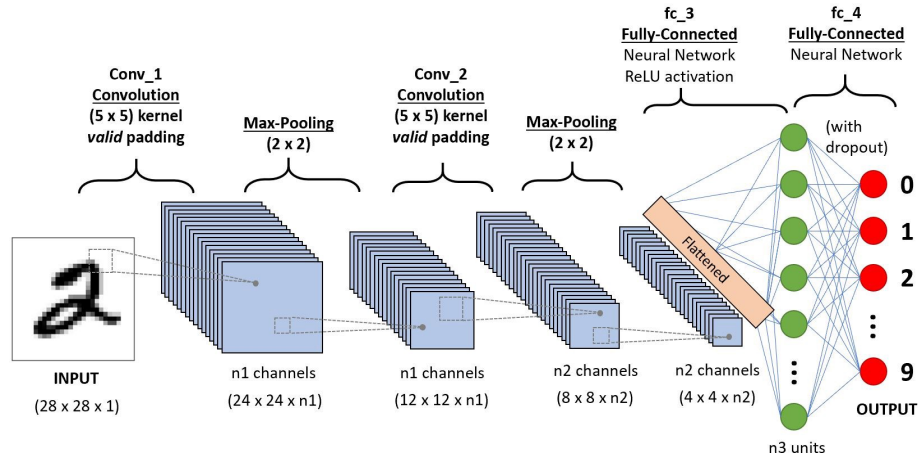 fc_3
Fully-Connected
Neural Network
ReLU activation
fc_4
Fully-Connected
Neural Network
Conv_1
Convolution
(5 x 5) kernel
valid padding
Max-Pooling
(2 x 2)
Conv_2
Convolution
(5 x 5) kernel
valid padding
Max-Pooling
(2 x 2)
(with
dropout)
Flattened
0
1
2
9
OUTPUT
INPUT
(28 x 28 x 1)
n1 channels
(24 x 24 x n1)
n1 channels
(12 x 12 x n1)
n2 channels
(8 x 8 x n2)
n2 channels
(4 x 4 x n2)
n3 units
2